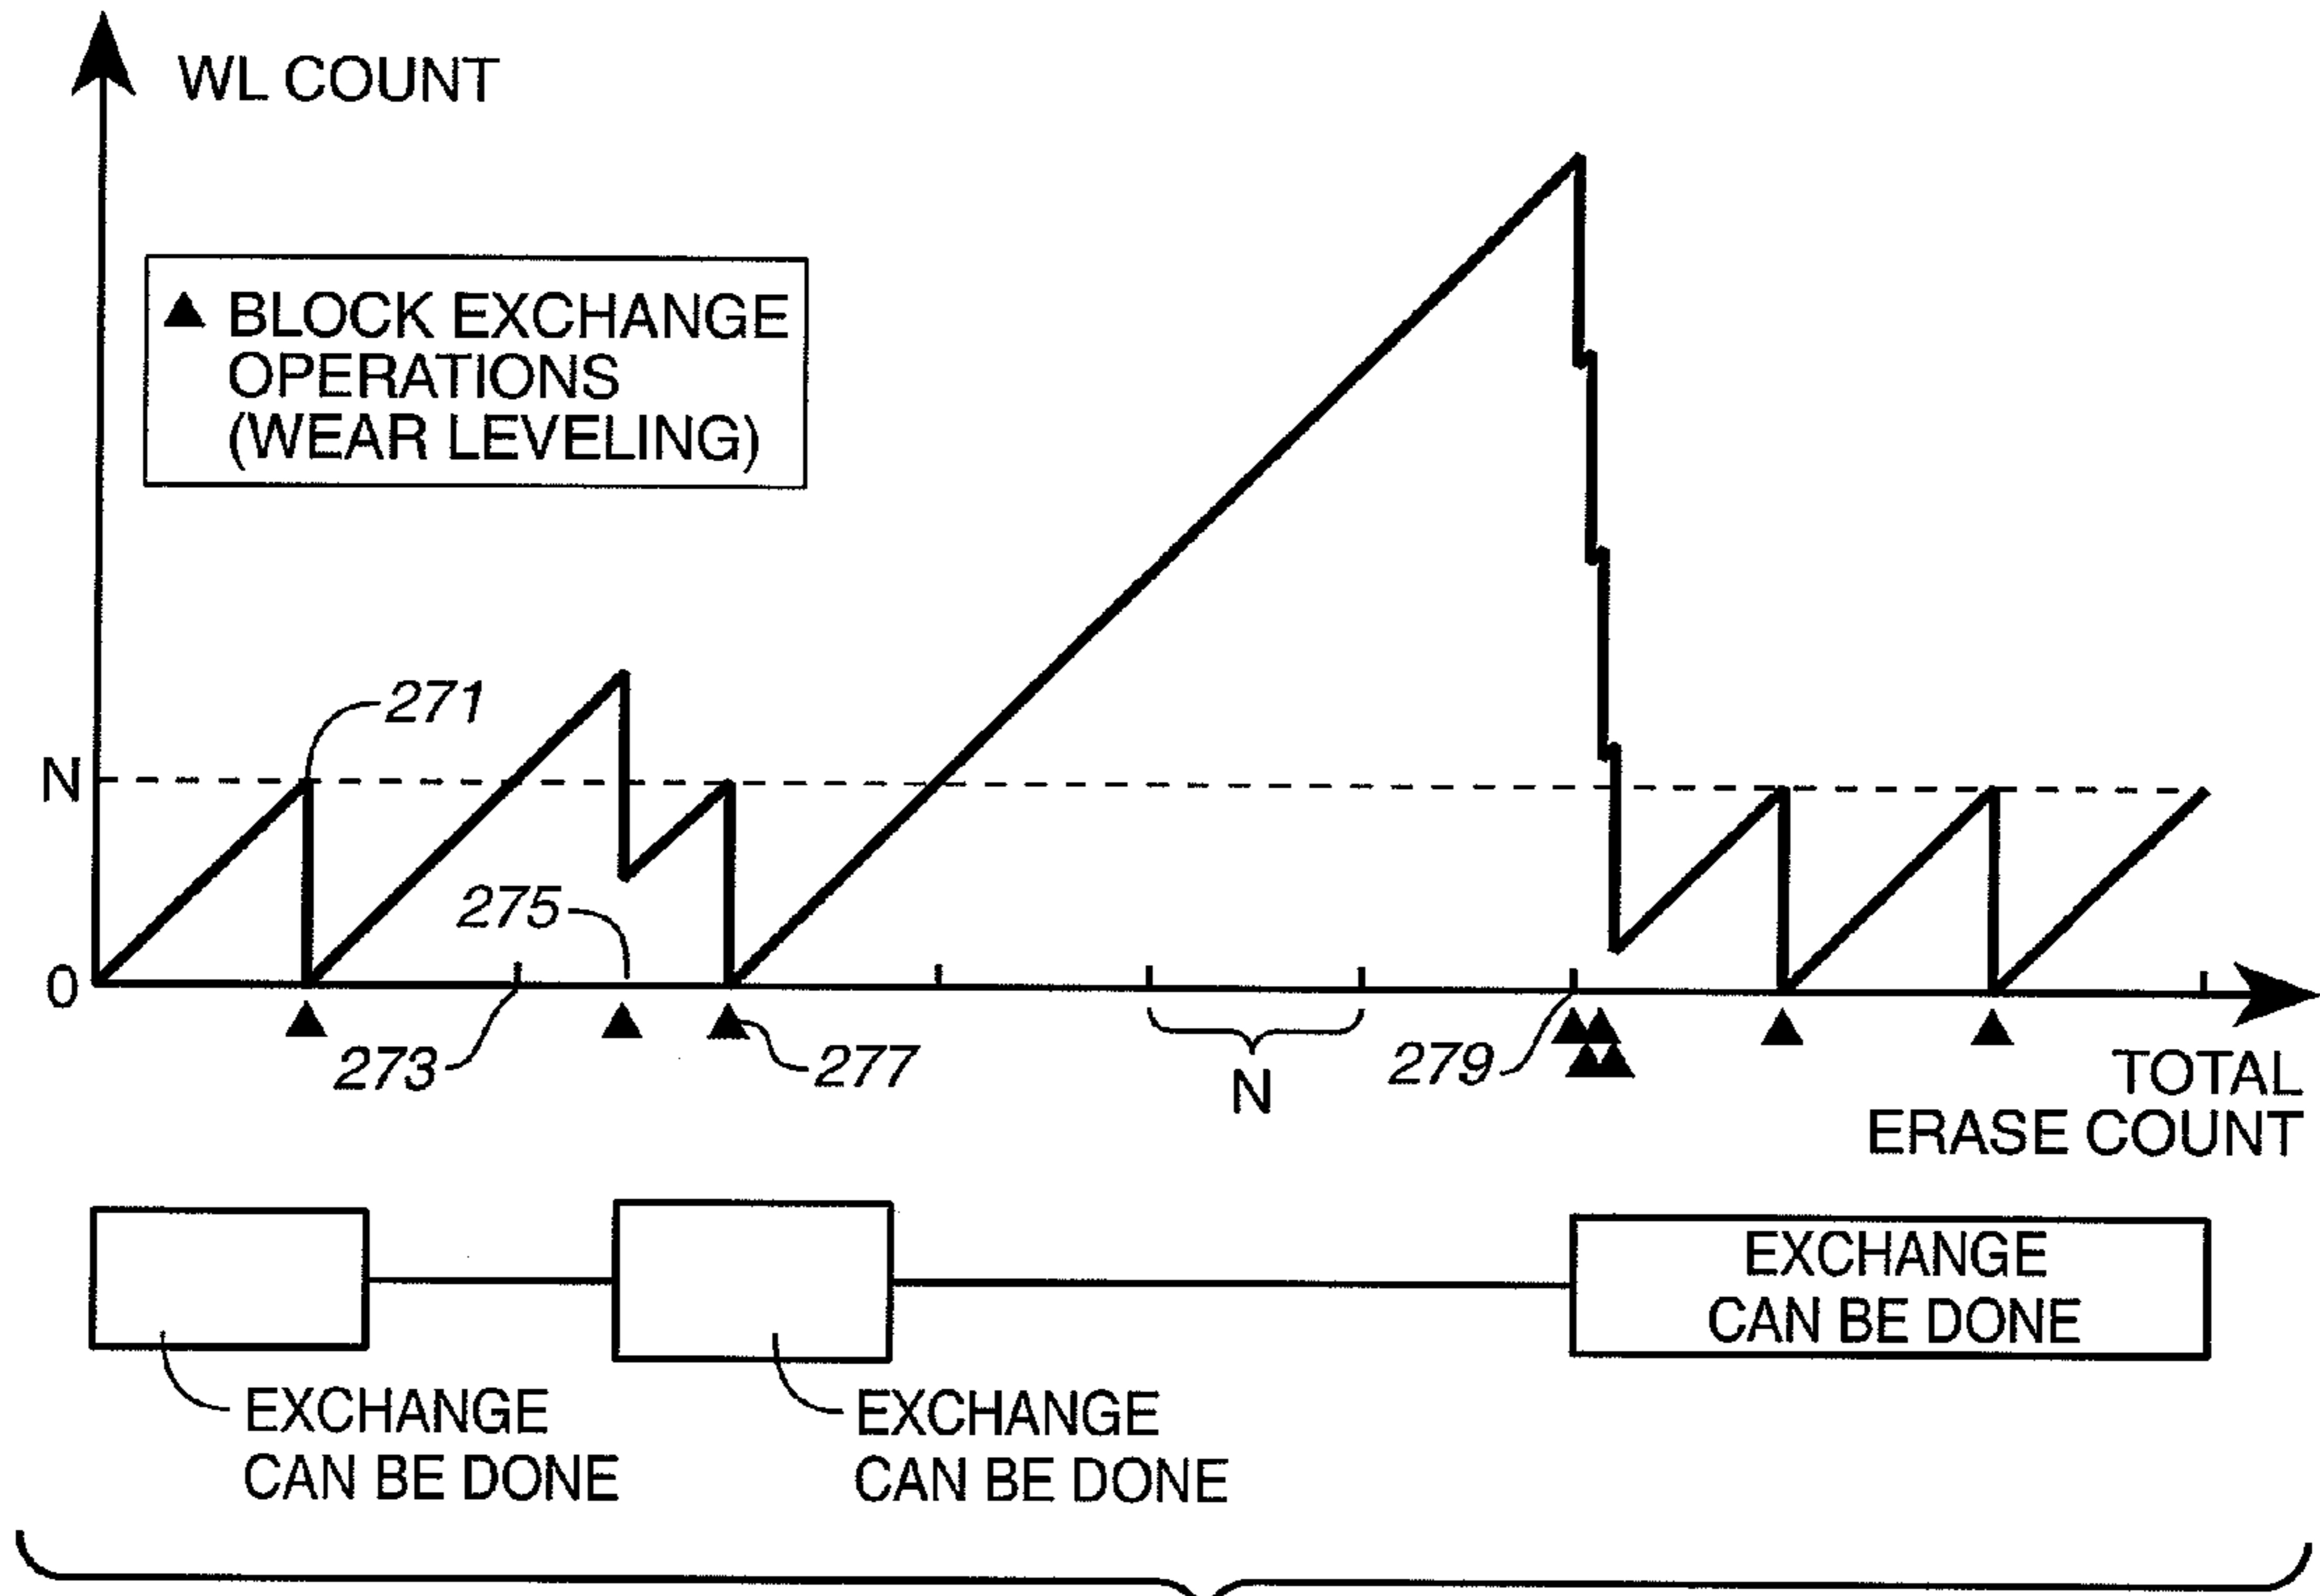 WL COUNT
▲ BLOCK EXCHANGE
OPERATIONS
(WEAR LEVELING)
271
N
275
0
273
277
N
279
TOTAL
ERASE COUNT
EXCHANGE
CAN BE DONE
EXCHANGE
CAN BE DONE
EXCHANGE
CAN BE DONE